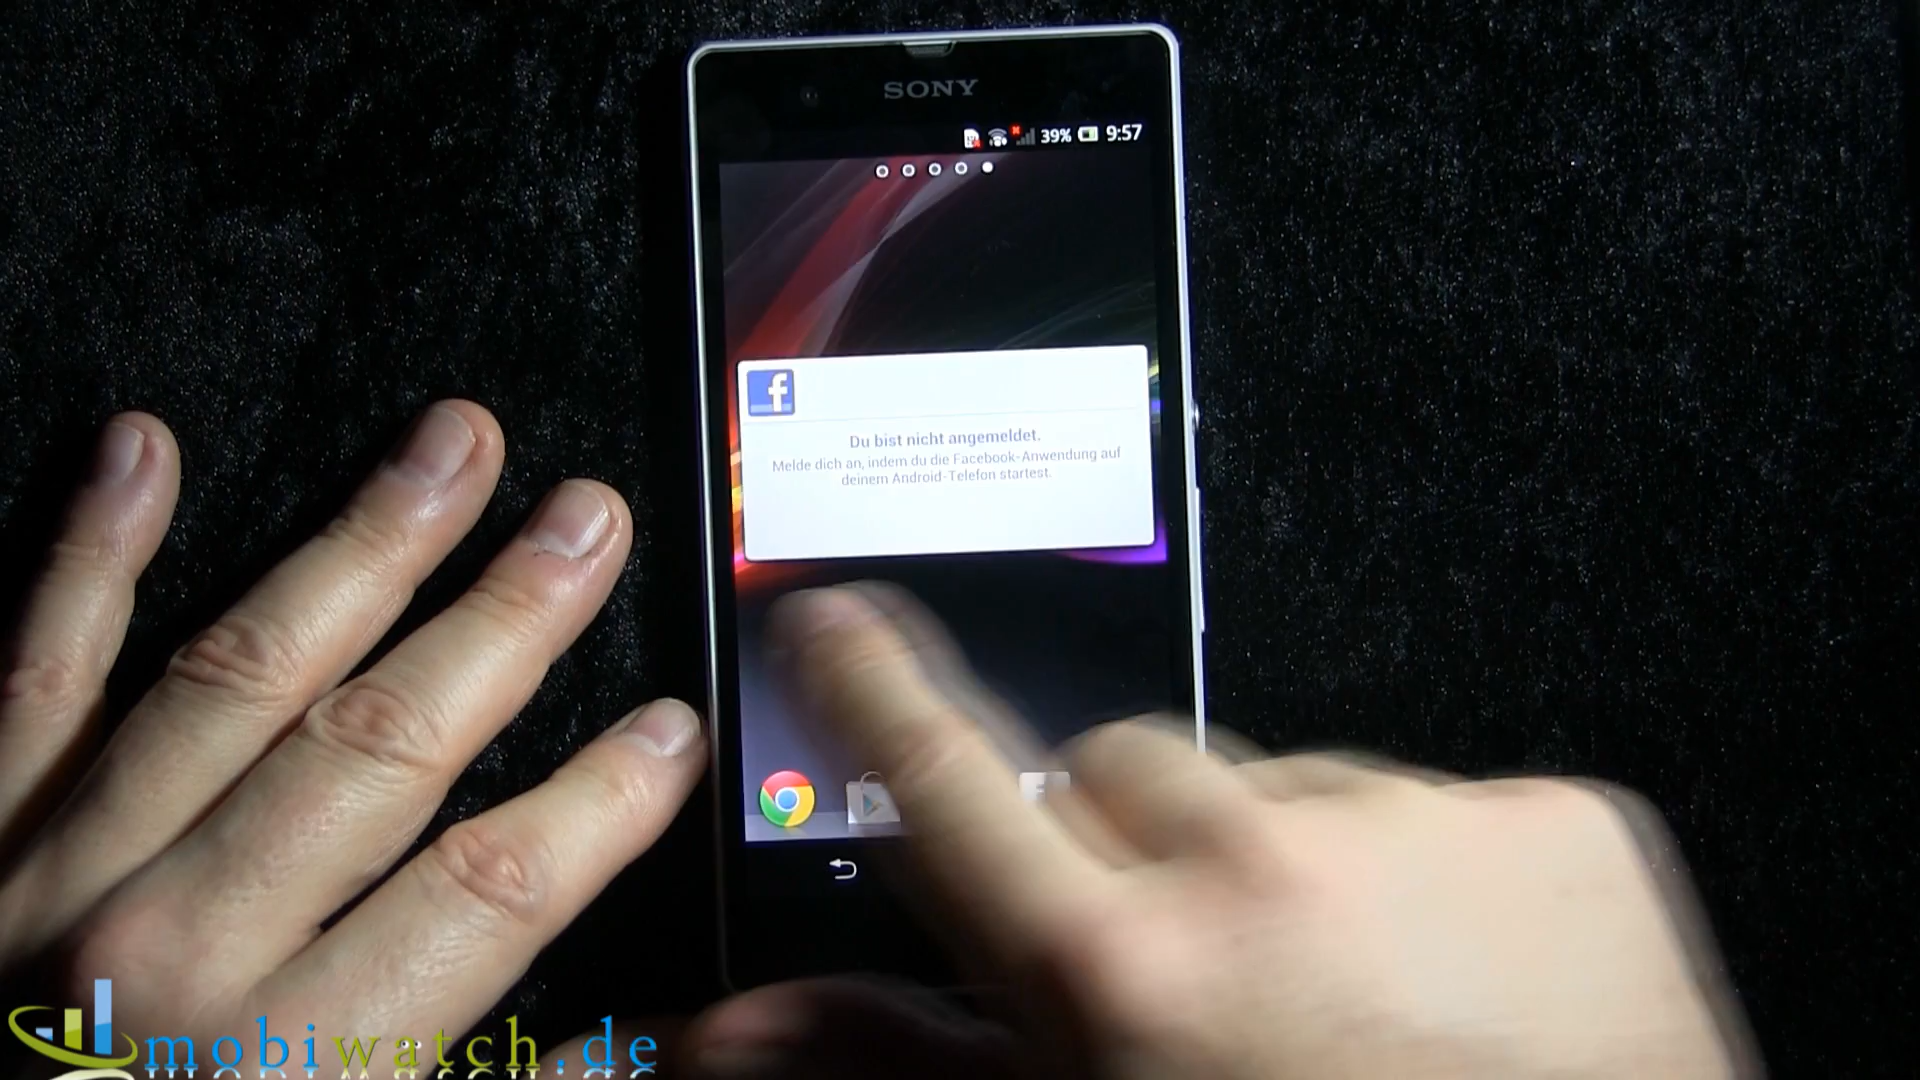 SONY
39% 9:57
f
Du bist nicht angemeldet.
Melde dich an, indem du die Facebook-Anwendung auf
deinem Android-Telefon startest.
mobiwatch.de